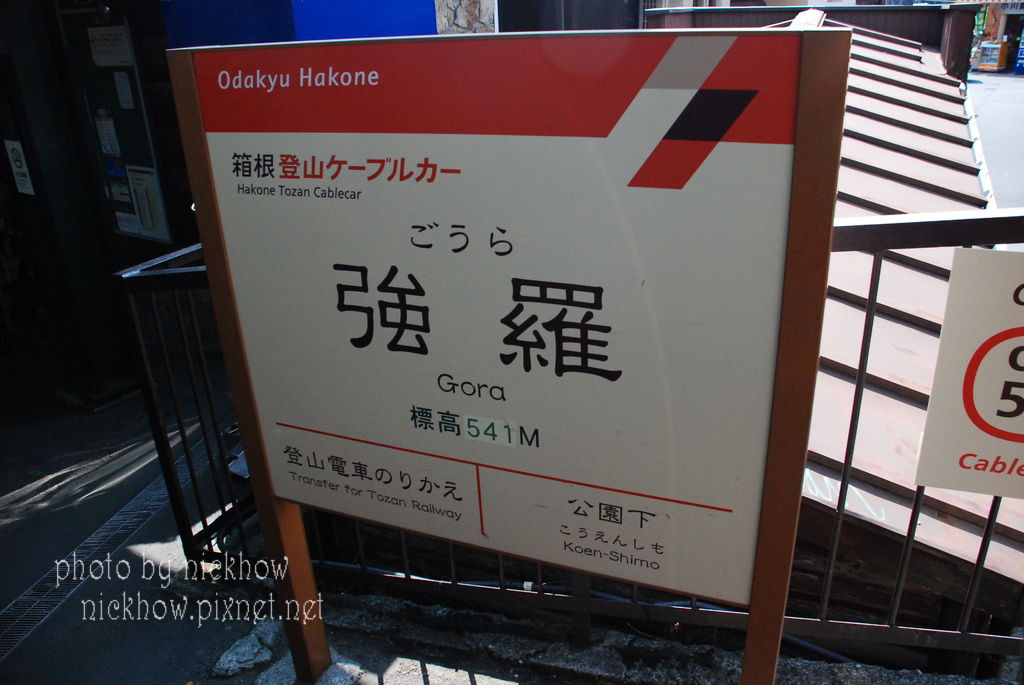 Odakyu Hakone
箱根登山ケーブルカー
Hakone Tozan Cablecar
ごうら
強羅
Gora
標高541M
登山電車のりかえ
Transfer for Tozan Railway
公園下
こうえんしも
Koen-Shimo
5
Cable
photo by nickhow
nickhow.pixnet.net